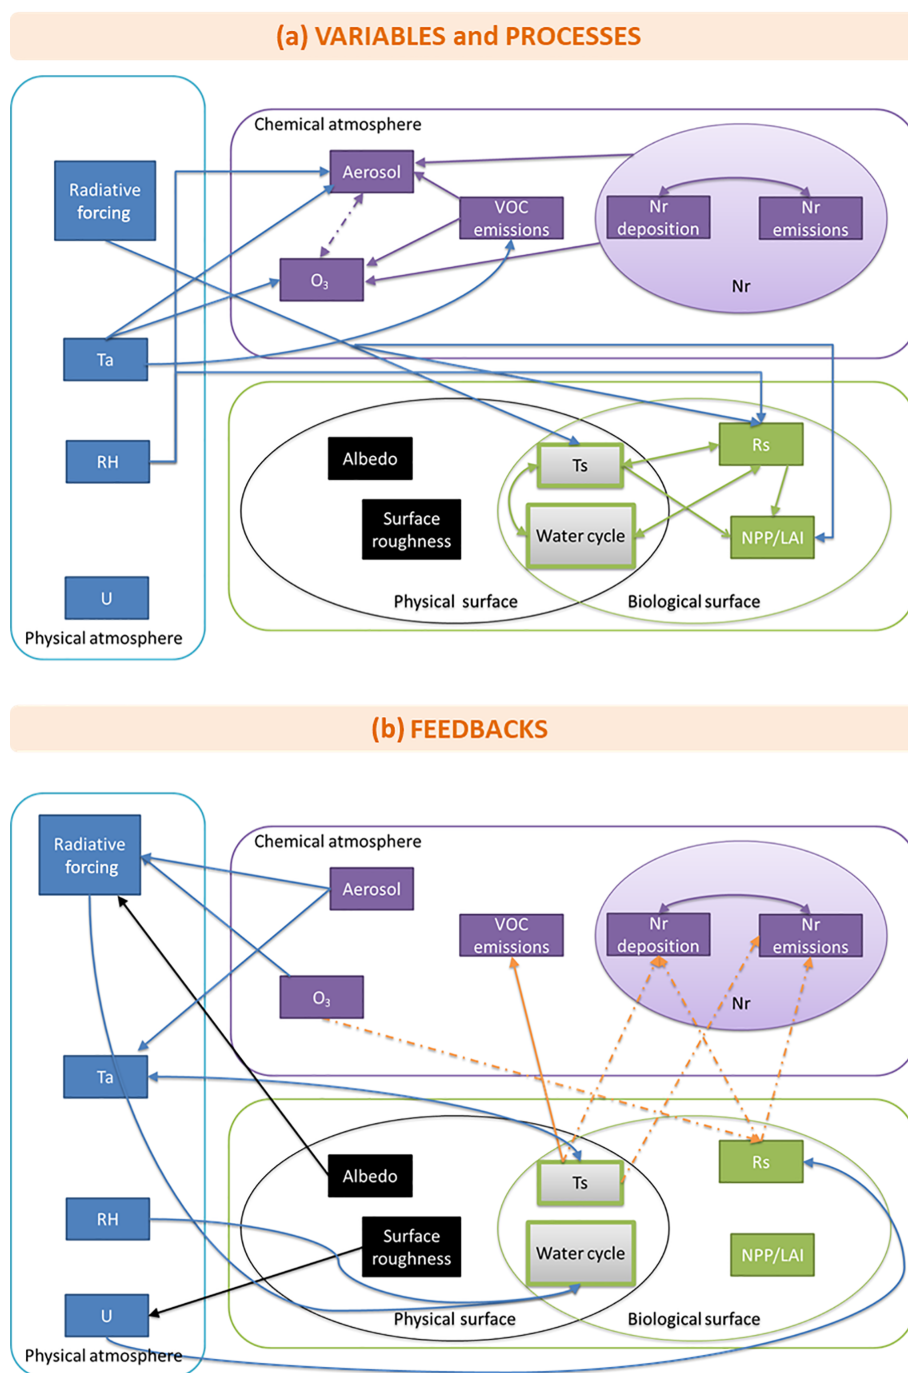 (a) VARIABLES and PROCESSES
Chemical atmosphere
Radiative
forcing
Aerosol
VOC
emissions
Nr
deposition
Nr
emissions
O3
Nr
Ta
RH
Albedo
Ts
Rs
Surface
roughness
Water cycle
NPP/LAI
U
Physical surface
Biological surface
Physical atmosphere
(b) FEEDBACKS
Radiative
forcing
Chemical atmosphere
Aerosol
VOC
emissions
Nr
deposition
Nr
emissions
O3
Nr
Ta
Albedo
Ts
Rs
RH
Surface
roughness
Water cycle
NPP/LAI
U
Physical surface
Biological surface
Physical atmosphere